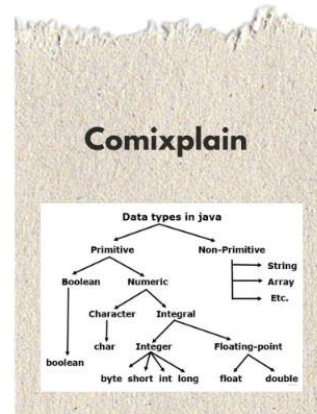 Comixplain
Data types in java
Primitive Non-Primitive
String
Boolean Numeric
Array
Etc.
Character Integral
char Integer Floating-point
boolean
byte short int long float double